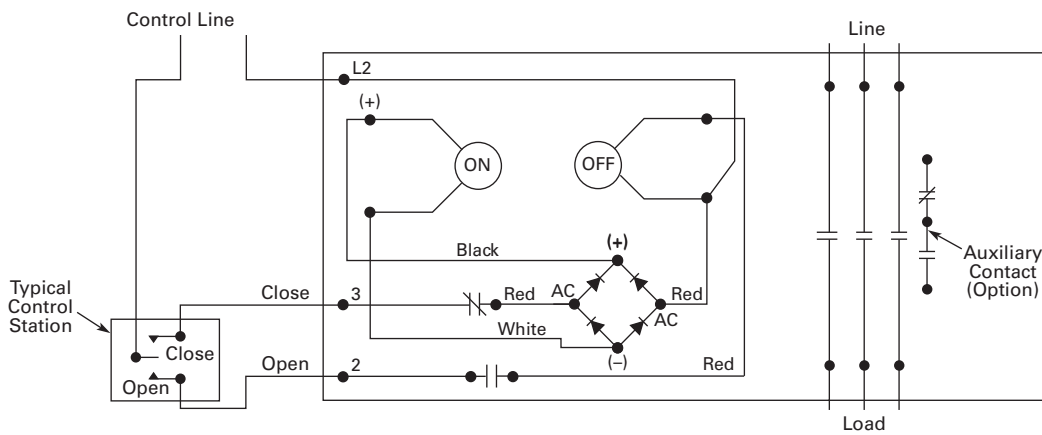 Control Line
Line
L2
(+)
ON
OFF
Black
(+)
Auxiliary
Contact
(Option)
Typical
Control
Station
Close
3
Red
AC
Red
AC
White
Close
(–)
Open
Open
2
Red
Load